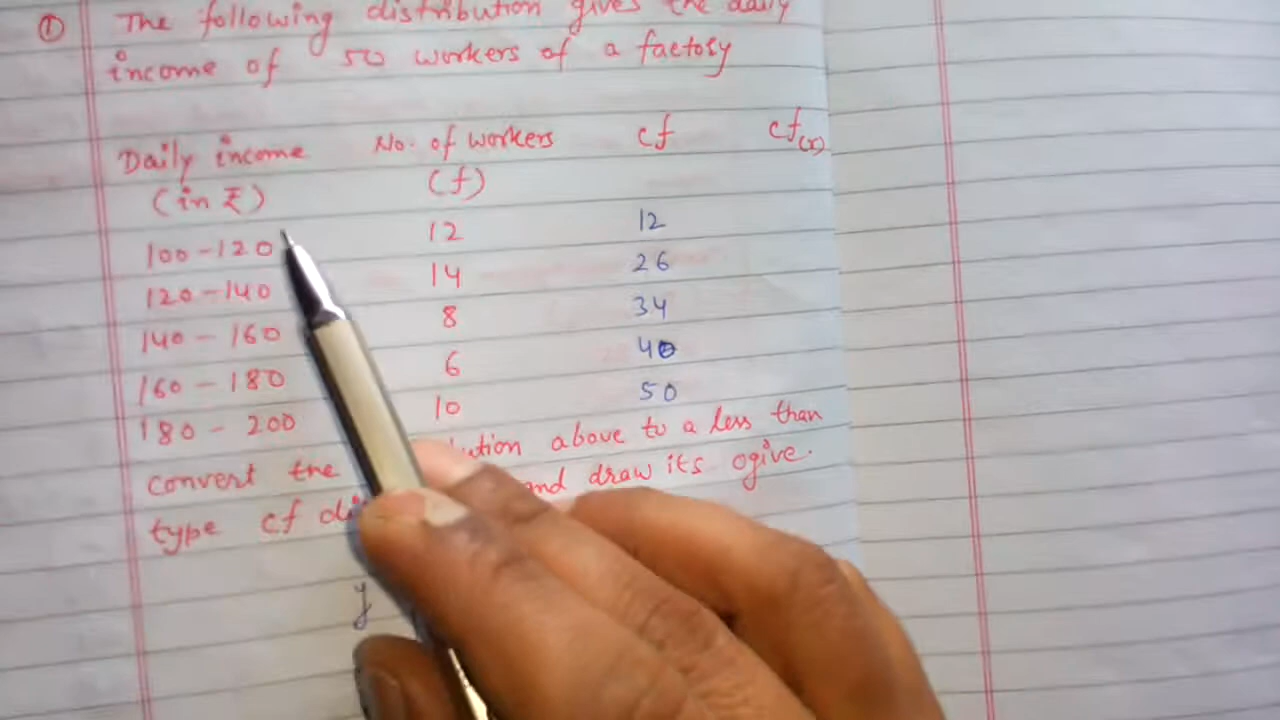 ① The following distribution gives the daily
income of 50 workers of a factory
Daily income No. of workers cf cf(x)
(in ₹) (f)
100-120 12 12
120-140 14 26
140-160 8 34
160-180 6 40
180-200 10 50
convert the above to a less than
type cf and draw its ogive.
y